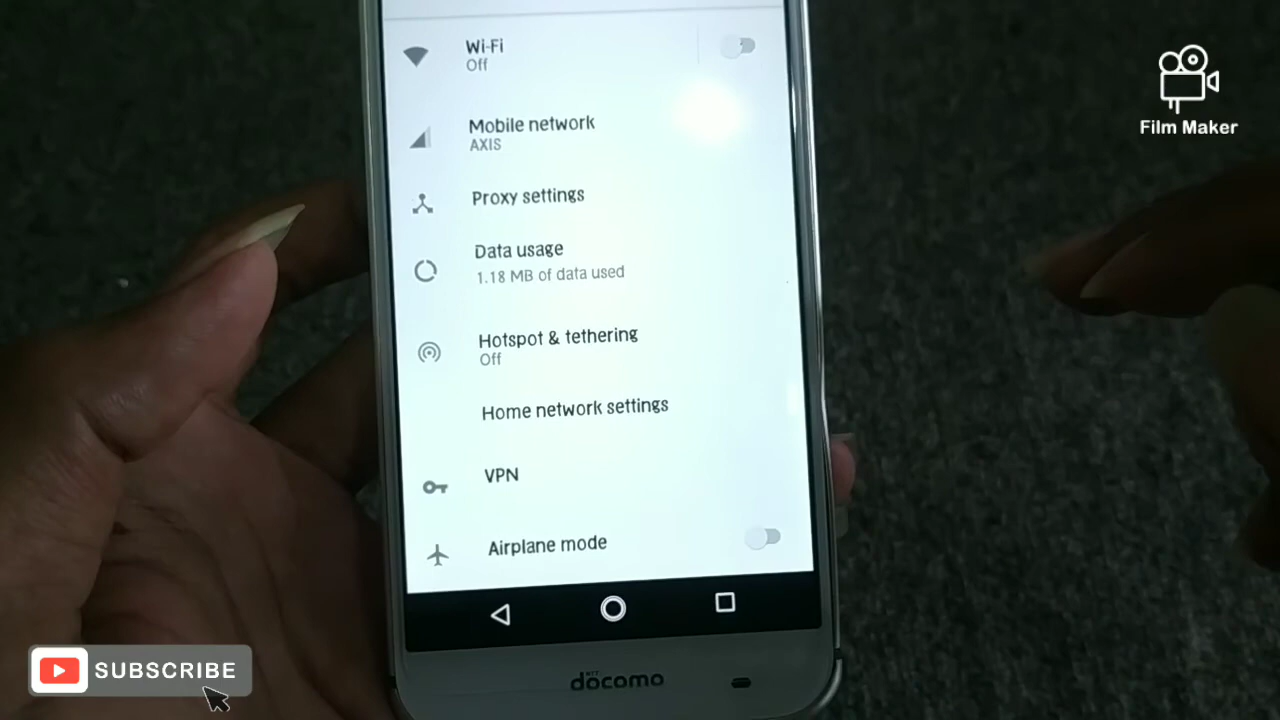 Wi-Fi
Off
Mobile network
AXIS
Proxy settings
Data usage
1.18 MB of data used
Hotspot & tethering
Off
Home network settings
VPN
Airplane mode
NTT
docomo
Film Maker
SUBSCRIBE